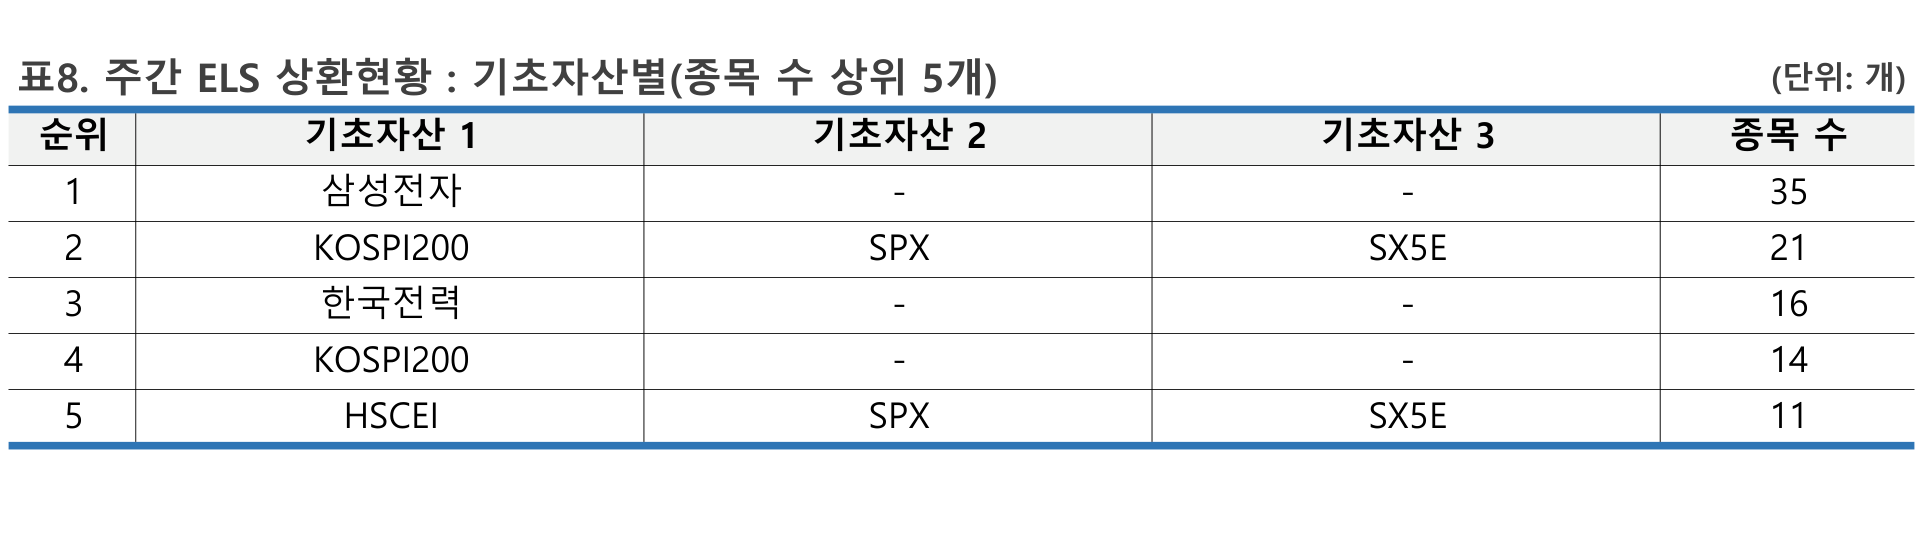 표8. 주간 ELS 상환현황 : 기초자산별(종목 수 상위 5개) (단위: 개)
순위 기초자산 1 기초자산 2 기초자산 3 종목 수
1 삼성전자 - - 35
2 KOSPI200 SPX SX5E 21
3 한국전력 - - 16
4 KOSPI200 - - 14
5 HSCEI SPX SX5E 11